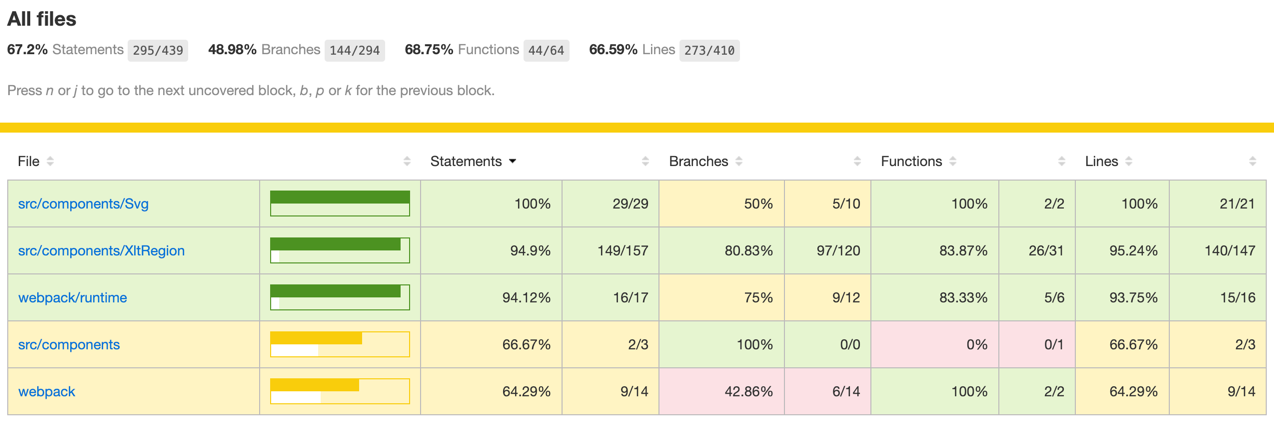 All files
67.2% Statements 295/439 48.98% Branches 144/294 68.75% Functions 44/64 66.59% Lines 273/410
Press n or j to go to the next uncovered block, b, p or k for the previous block.
File Statements Branches Functions Lines
src/components/Svg 100% 29/29 50% 5/10 100% 2/2 100% 21/21
src/components/XltRegion 94.9% 149/157 80.83% 97/120 83.87% 26/31 95.24% 140/147
webpack/runtime 94.12% 16/17 75% 9/12 83.33% 5/6 93.75% 15/16
src/components 66.67% 2/3 100% 0/0 0% 0/1 66.67% 2/3
webpack 64.29% 9/14 42.86% 6/14 100% 2/2 64.29% 9/14